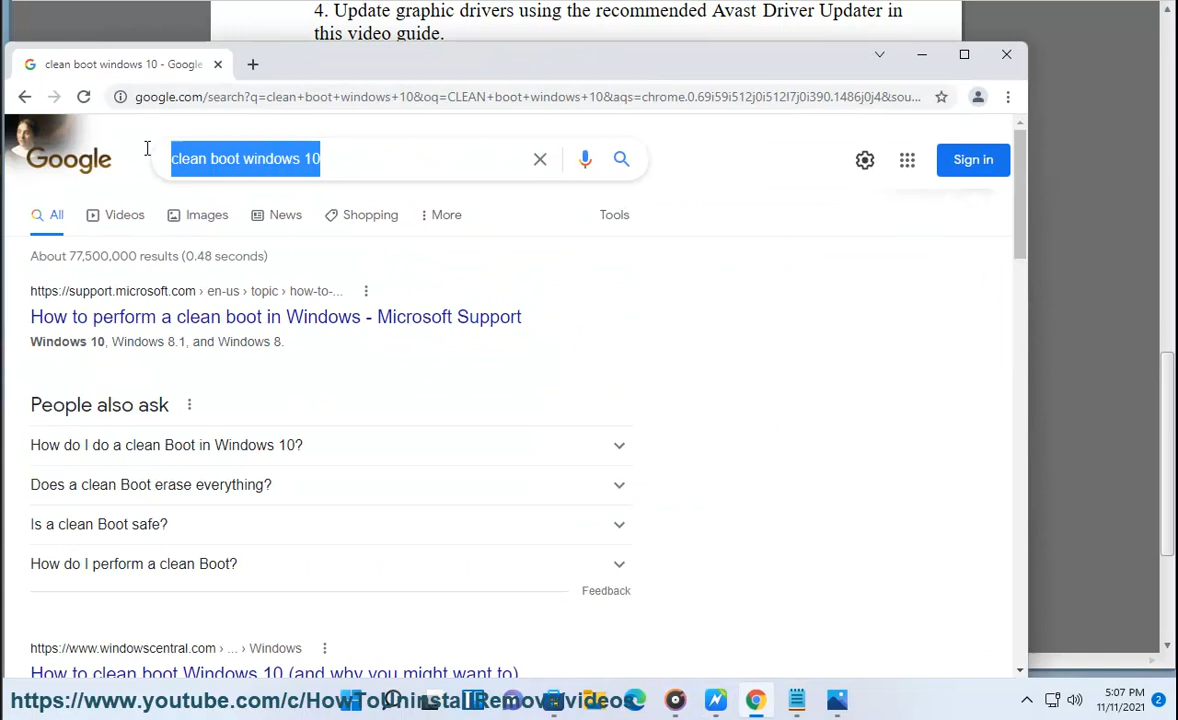 4. Update graphic drivers using the recommended Avast Driver Updater in
this video guide.
clean boot windows 10 - Google
google.com/search?q=clean+boot+windows+10&oq=CLEAN+boot+windows+10&aqs=chrome.0.69i59i512j0i512l7j0i390.1486j0j4&sou...
Google
clean boot windows 10
Sign in
All Videos Images News Shopping More Tools
About 77,500,000 results (0.48 seconds)
https://support.microsoft.com › en-us › topic › how-to-...
How to perform a clean boot in Windows - Microsoft Support
Windows 10, Windows 8.1, and Windows 8.
People also ask
How do I do a clean Boot in Windows 10?
Does a clean Boot erase everything?
Is a clean Boot safe?
How do I perform a clean Boot?
Feedback
https://www.windowscentral.com › ... › Windows
How to clean boot Windows 10 (and why you might want to)
https://www.youtube.com/c/HowToUninstallRemove/videos
5:07 PM
11/11/2021
2